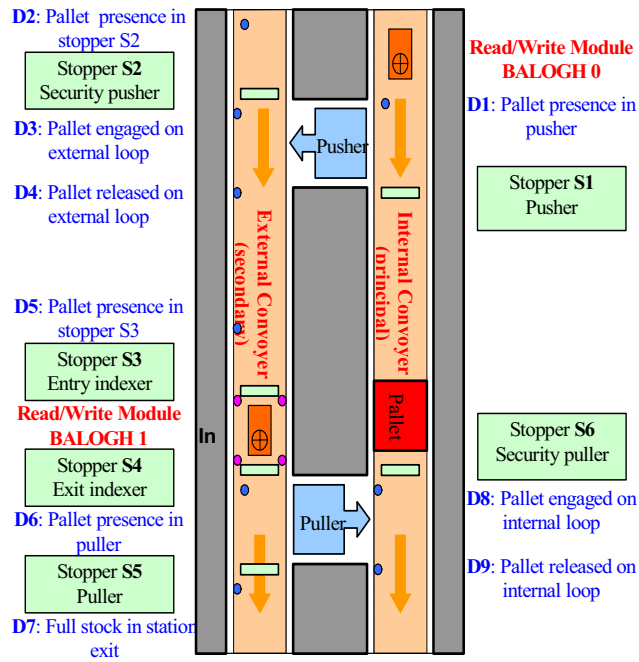 D2: Pallet presence in
stopper S2
Stopper S2
Security pusher
D3: Pallet engaged on
external loop
D4: Pallet released on
external loop
D5: Pallet presence in
stopper S3
Stopper S3
Entry indexer
Read/Write Module
BALOGH 1
Stopper S4
Exit indexer
D6: Pallet presence in
puller
Stopper S5
Puller
D7: Full stock in station
exit
In
External Convoyer
(secondary)
Pusher
Puller
Internal Convoyer
(principal)
Pallet
Read/Write Module
BALOGH 0
D1: Pallet presence in
pusher
Stopper S1
Pusher
Stopper S6
Security puller
D8: Pallet engaged on
internal loop
D9: Pallet released on
internal loop